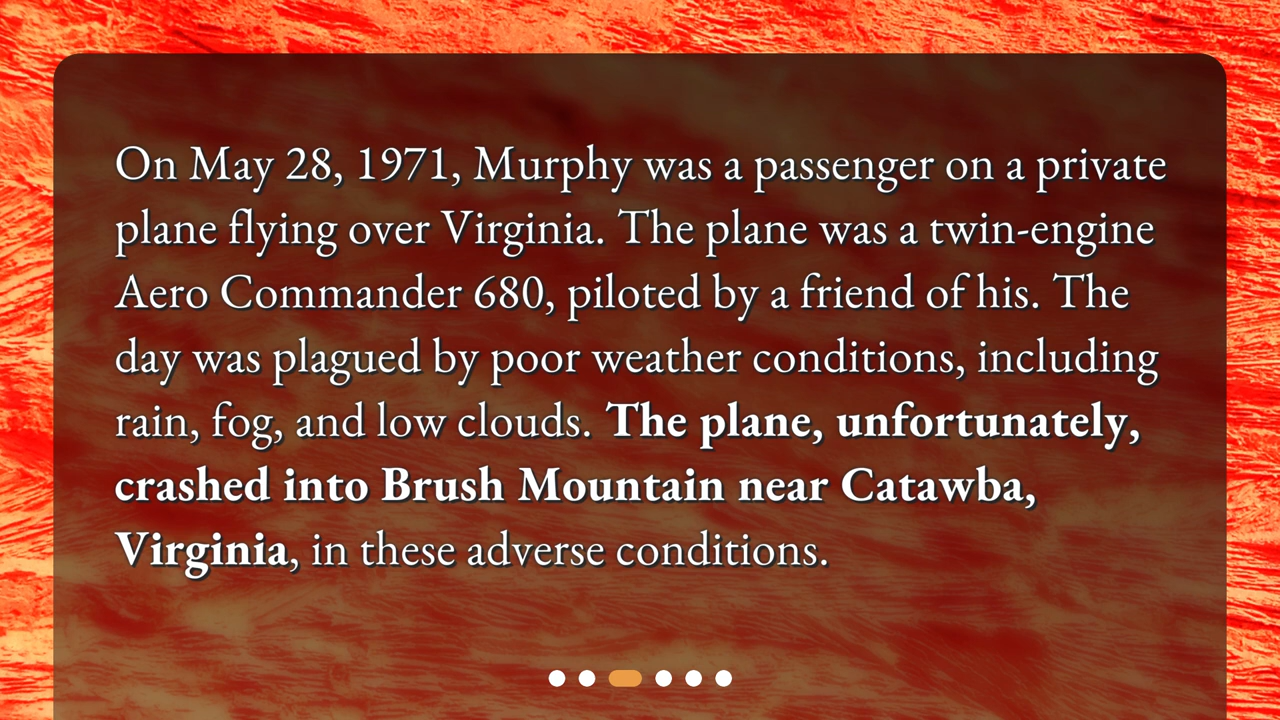 On May 28, 1971, Murphy was a passenger on a private
plane flying over Virginia. The plane was a twin-engine
Aero Commander 680, piloted by a friend of his. The
day was plagued by poor weather conditions, including
rain, fog, and low clouds. The plane, unfortunately,
crashed into Brush Mountain near Catawba,
Virginia, in these adverse conditions.